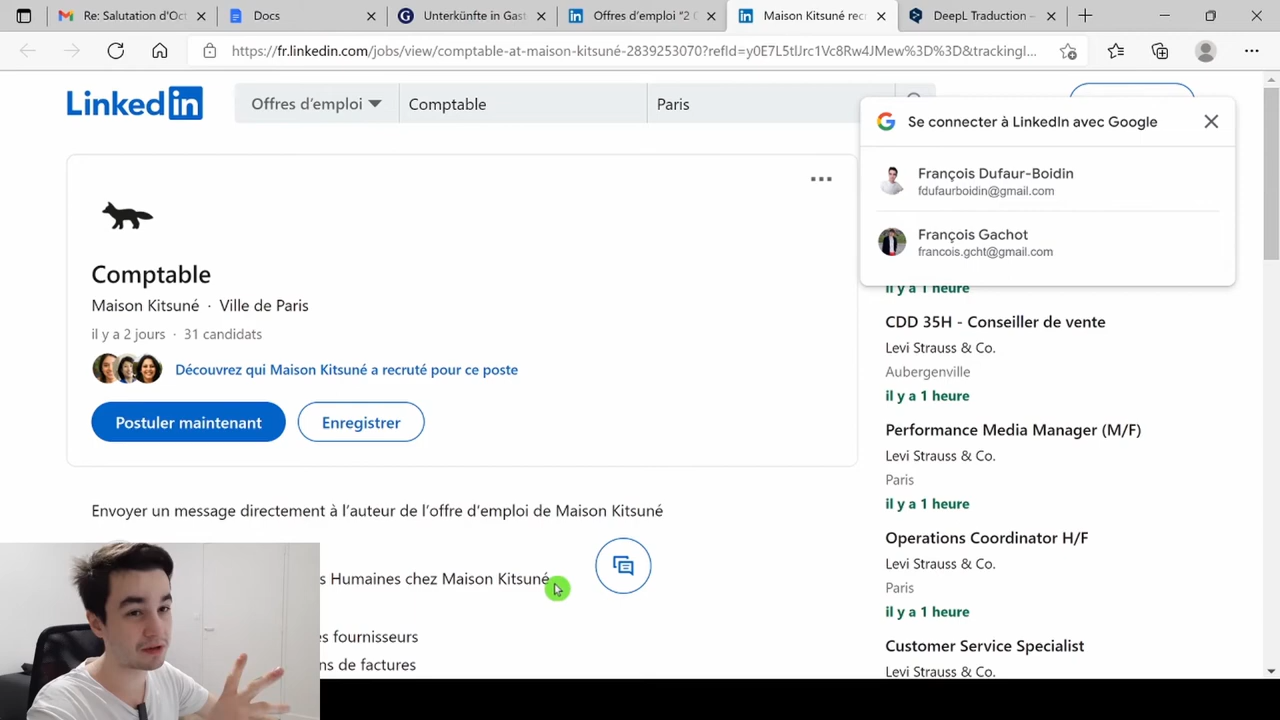 Re: Salutation d'Oct
Docs
Unterkünfte in Gast
Offres d'emploi "2 C
Maison Kitsuné rec
DeepL Traduction –
https://fr.linkedin.com/jobs/view/comptable-at-maison-kitsuné-2839253070?refId=y0E7L5tlJrc1Vc8Rw4JMew%3D%3D&trackingI...
Linkedin
Offres d'emploi
Comptable
Paris
Se connecter à LinkedIn avec Google
François Dufaur-Boidin
fdufaurboidin@gmail.com
François Gachot
francois.gcht@gmail.com
Comptable
Maison Kitsuné · Ville de Paris
il y a 2 jours · 31 candidats
Découvrez qui Maison Kitsuné a recruté pour ce poste
Postuler maintenant
Enregistrer
Envoyer un message directement à l'auteur de l'offre d'emploi de Maison Kitsuné
s Humaines chez Maison Kitsuné
es fournisseurs
ns de factures
il y a 1 heure
CDD 35H - Conseiller de vente
Levi Strauss & Co.
Aubergenville
il y a 1 heure
Performance Media Manager (M/F)
Levi Strauss & Co.
Paris
il y a 1 heure
Operations Coordinator H/F
Levi Strauss & Co.
Paris
il y a 1 heure
Customer Service Specialist
Levi Strauss & Co.